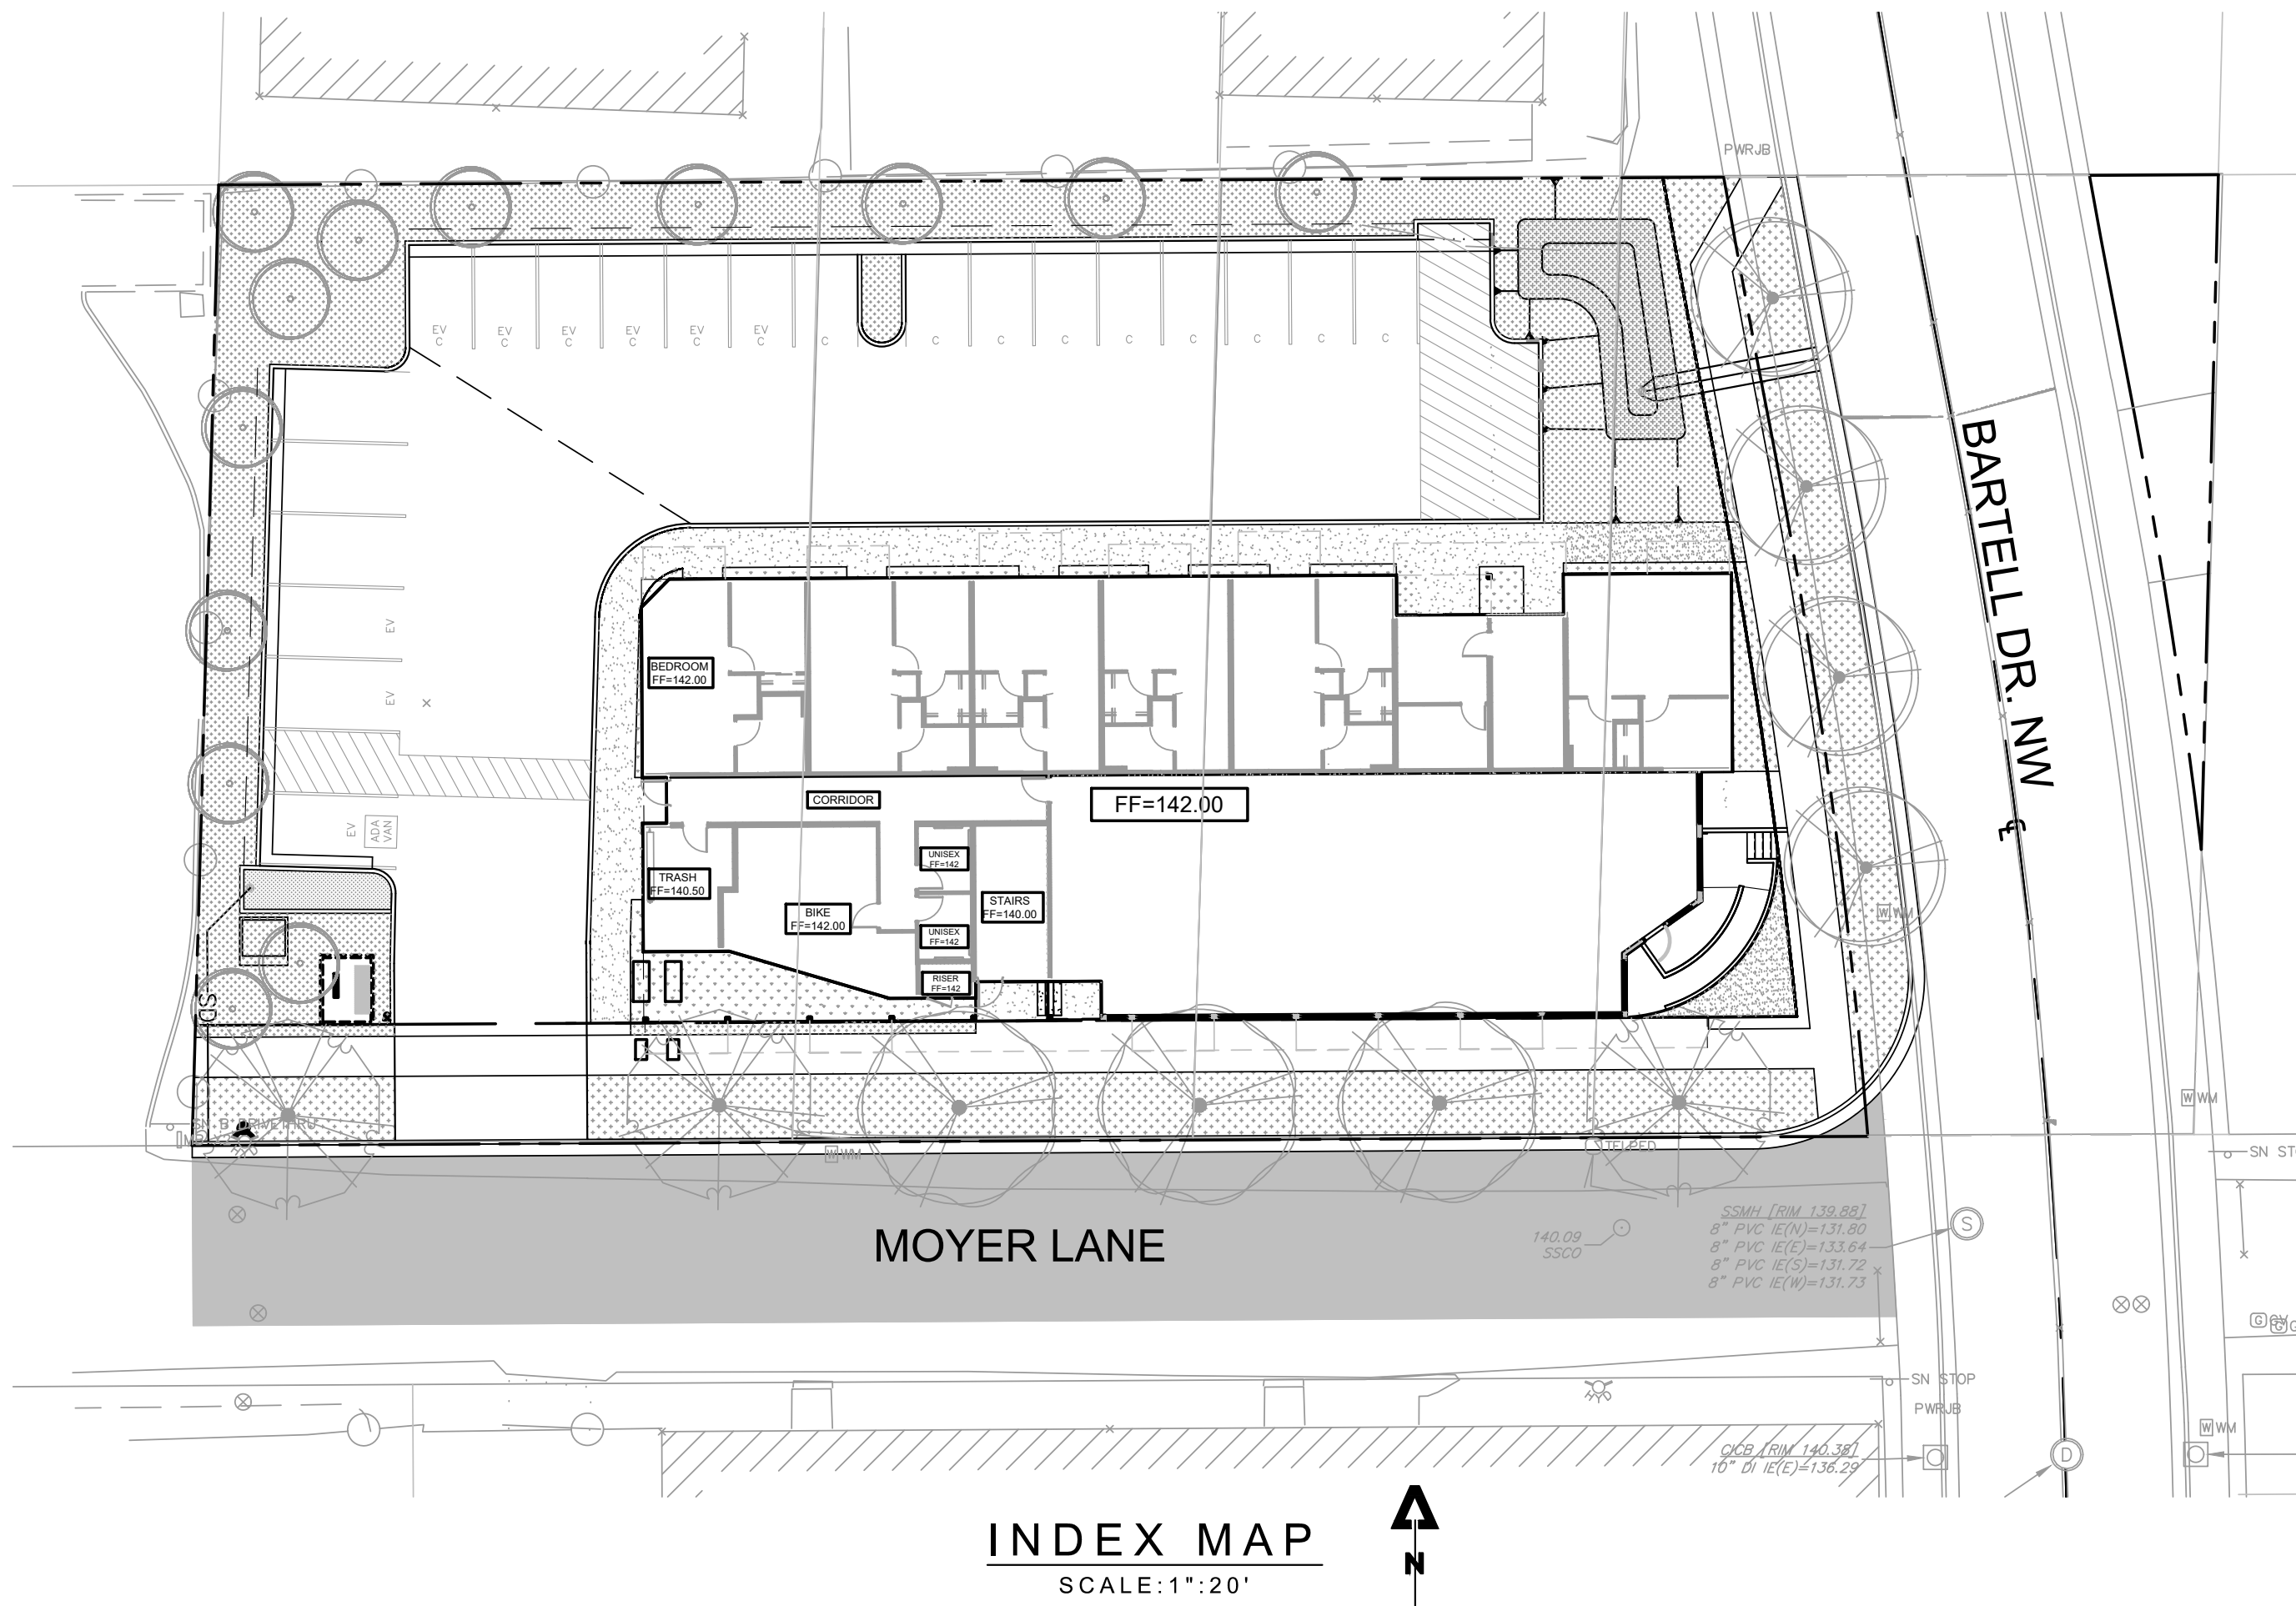 PWRJB
EV
C
EV
C
EV
C
EV
C
EV
C
EV
C
C
C
C
C
C
C
C
C
C
BARTELL DR. NW
℄
EV
EV
EV
ADA
VAN
BEDROOM
FF=142.00
CORRIDOR
FF=142.00
UNISEX
FF=142
TRASH
FF=140.50
BIKE
FF=142.00
STAIRS
FF=140.00
UNISEX
FF=142
RISER
FF=142
W WM
SD
SN B DRIVETHRU
HYD
W WM
TELPED
W WM
SN STOP
MOYER LANE
140.09
SSCO
SSMH [RIM 139.88]
8" PVC IE(N)=131.80
8" PVC IE(E)=133.64
8" PVC IE(S)=131.72
8" PVC IE(W)=131.73
S
G
SN STOP
PWRJB
HYD
W WM
CICB [RIM 140.38]
10" DI IE(E)=136.29
D
INDEX MAP
SCALE:1":20'
N